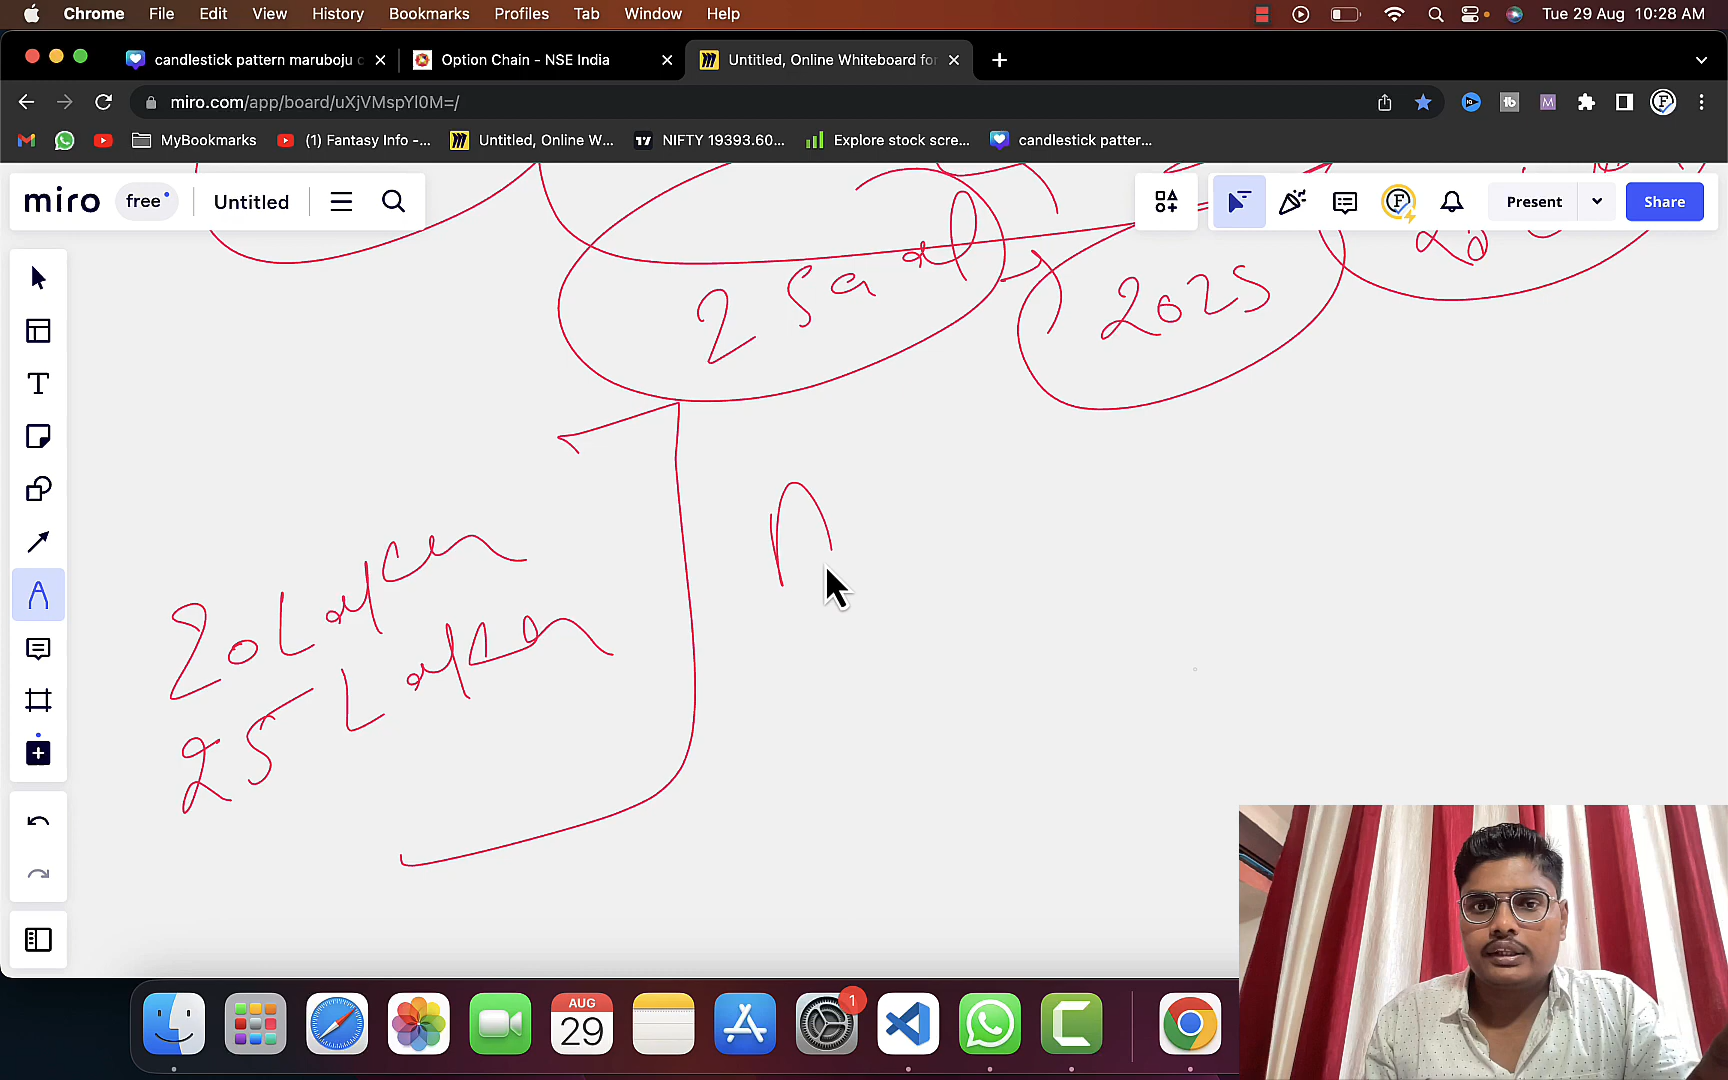 Chrome File Edit View History Bookmarks Profiles Tab Window Help Tue 29 Aug 10:28 AM
candlestick pattern maruboju c Option Chain - NSE India Untitled, Online Whiteboard for
miro.com/app/board/uXjVMspYI0M=/
MyBookmarks (1) Fantasy Info -... Untitled, Online W... NIFTY 19393.60... Explore stock scre... candlestick patter...
miro free Untitled Present Share
2 Saal 2025
20 Lakh
25 Lakh
AUG
29
1